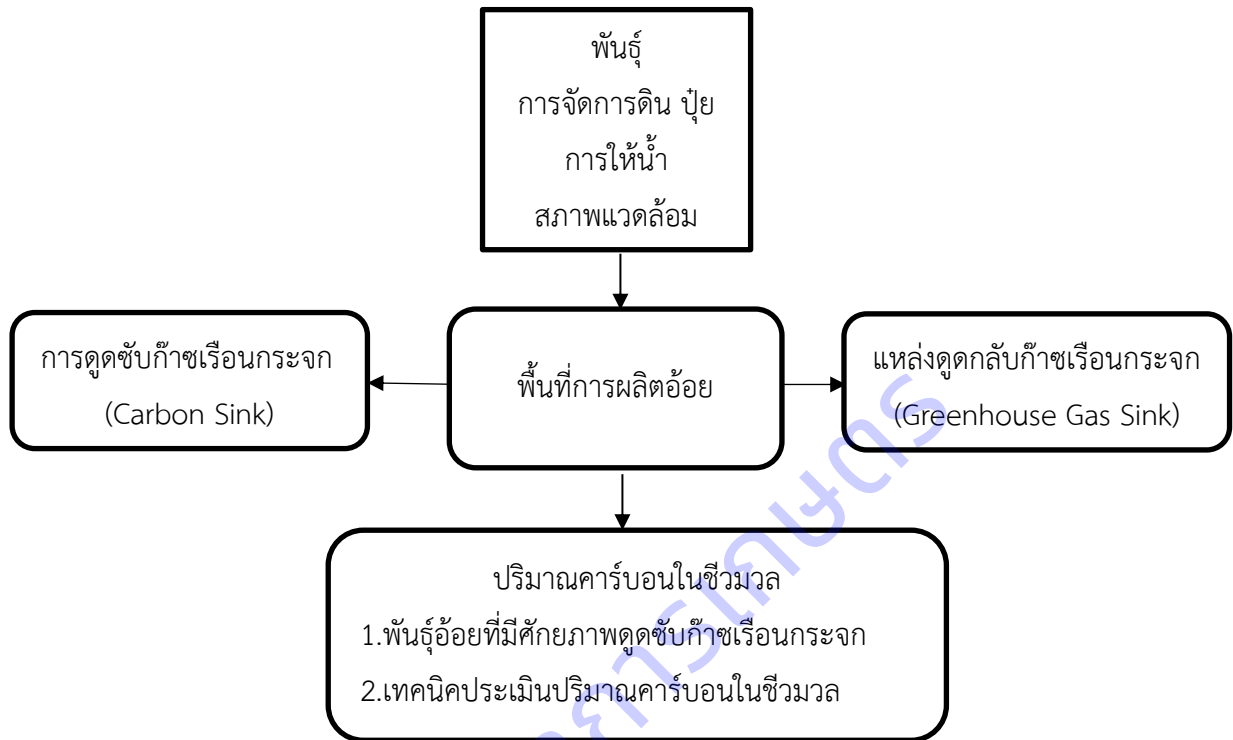 พันธุ์
การจัดการดิน ปุ๋ย
การให้น้ำ
สภาพแวดล้อม
การดูดซับก๊าซเรือนกระจก
(Carbon Sink)
พื้นที่การผลิตอ้อย
แหล่งดูดกลับก๊าซเรือนกระจก
(Greenhouse Gas Sink)
ปริมาณคาร์บอนในชีวมวล
1.พันธุ์อ้อยที่มีศักยภาพดูดซับก๊าซเรือนกระจก
2.เทคนิคประเมินปริมาณคาร์บอนในชีวมวล